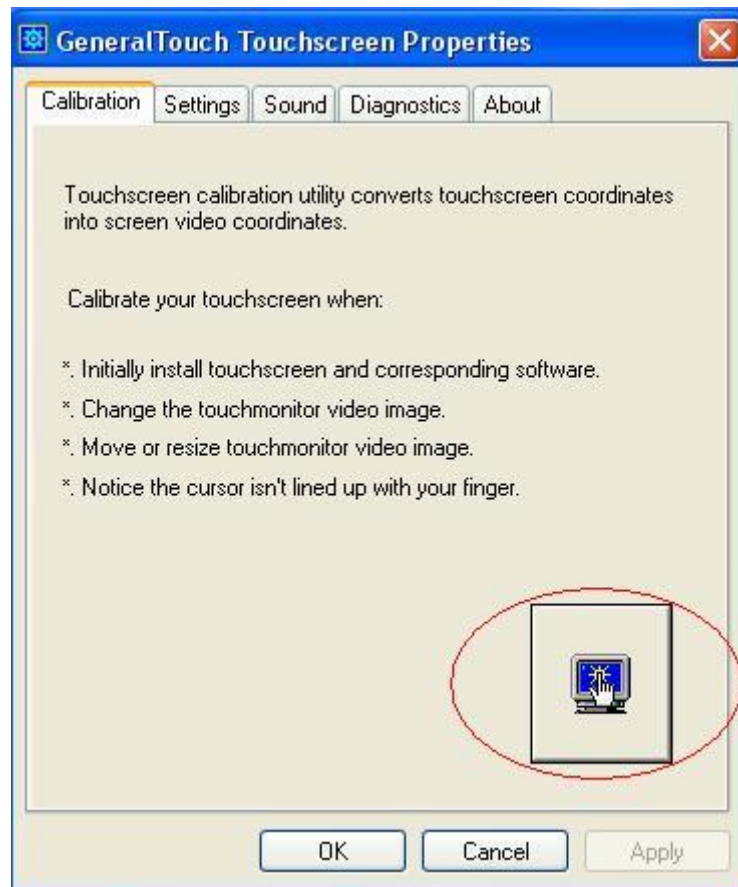 GeneralTouch Touchscreen Properties
Calibration Settings Sound Diagnostics About
Touchscreen calibration utility converts touchscreen coordinates
into screen video coordinates.
Calibrate your touchscreen when:
*. Initially install touchscreen and corresponding software.
*. Change the touchmonitor video image.
*. Move or resize touchmonitor video image.
*. Notice the cursor isn't lined up with your finger.
OK Cancel Apply